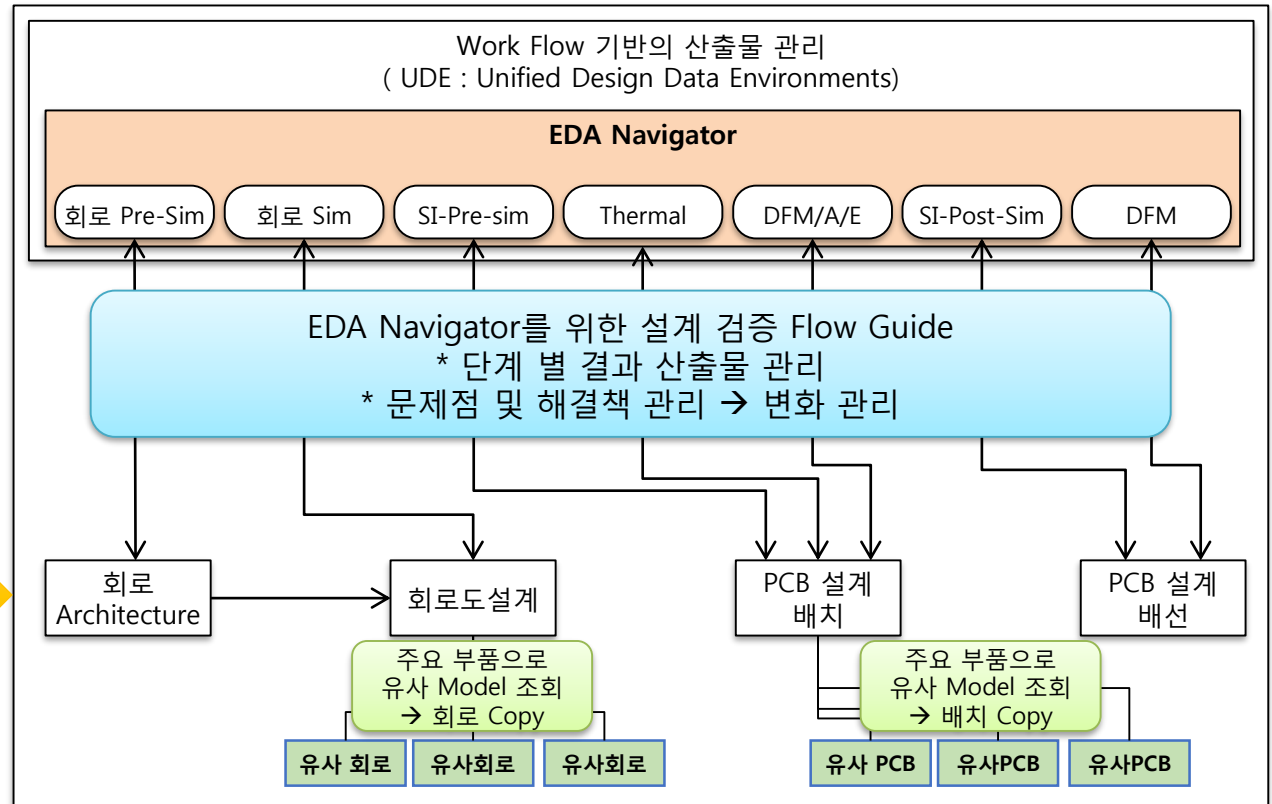 Work Flow 기반의 산출물 관리
( UDE : Unified Design Data Environments)
EDA Navigator
회로 Pre-Sim
회로 Sim
SI-Pre-sim
Thermal
DFM/A/E
SI-Post-Sim
DFM
EDA Navigator를 위한 설계 검증 Flow Guide
* 단계 별 결과 산출물 관리
* 문제점 및 해결책 관리 → 변화 관리
회로
Architecture
회로도설계
PCB 설계
배치
PCB 설계
배선
주요 부품으로
유사 Model 조회
→ 회로 Copy
주요 부품으로
유사 Model 조회
→ 배치 Copy
유사 회로
유사회로
유사회로
유사 PCB
유사PCB
유사PCB